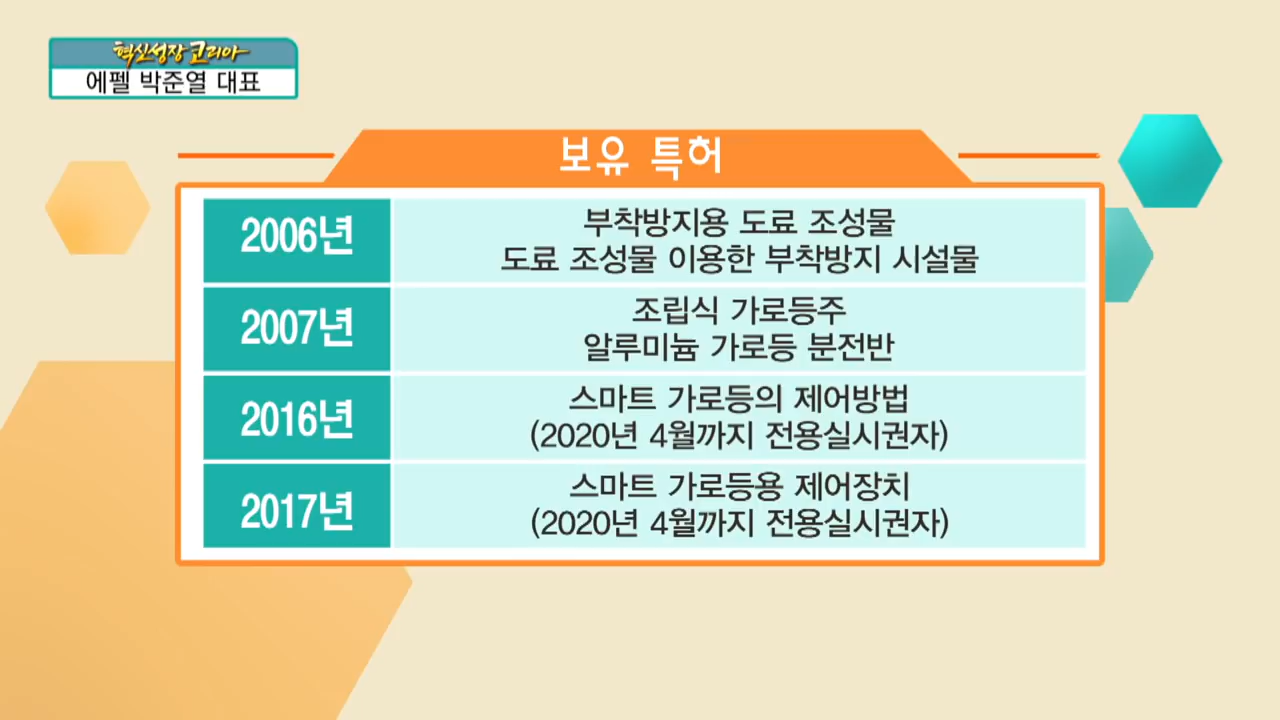 혁신성장 코리아
에펠 박준열 대표
보유 특허
2006년
부착방지용 도료 조성물
도료 조성물 이용한 부착방지 시설물
2007년
조립식 가로등주
알루미늄 가로등 분전반
2016년
스마트 가로등의 제어방법
(2020년 4월까지 전용실시권자)
2017년
스마트 가로등용 제어장치
(2020년 4월까지 전용실시권자)